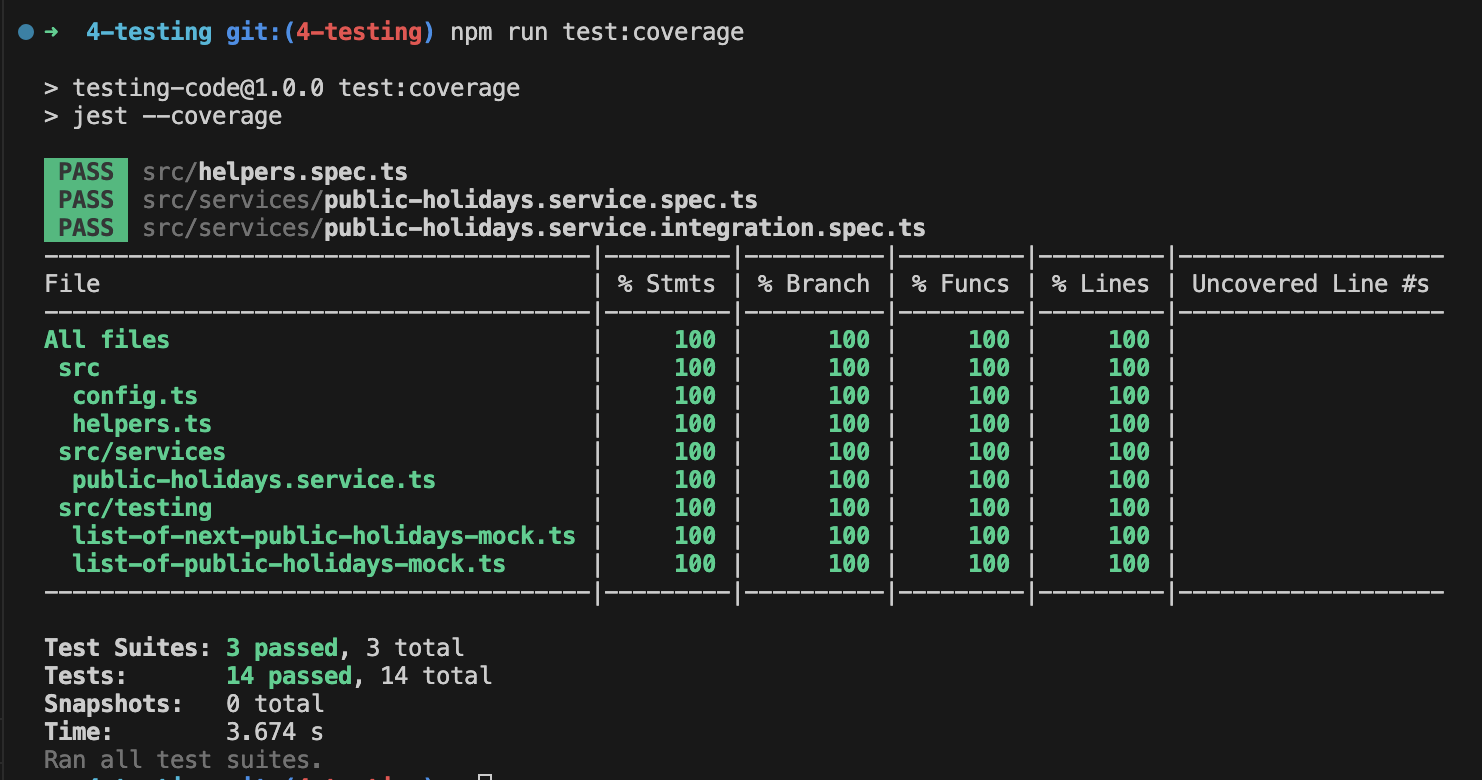 ➜ 4-testing git:(4-testing) npm run test:coverage
> testing-code@1.0.0 test:coverage
> jest --coverage
PASS src/helpers.spec.ts
PASS src/services/public-holidays.service.spec.ts
PASS src/services/public-holidays.service.integration.spec.ts
---------------------------------------|---------|----------|---------|---------|-------------------
File | % Stmts | % Branch | % Funcs | % Lines | Uncovered Line #s
---------------------------------------|---------|----------|---------|---------|-------------------
All files | 100 | 100 | 100 | 100 |
src | 100 | 100 | 100 | 100 |
config.ts | 100 | 100 | 100 | 100 |
helpers.ts | 100 | 100 | 100 | 100 |
src/services | 100 | 100 | 100 | 100 |
public-holidays.service.ts | 100 | 100 | 100 | 100 |
src/testing | 100 | 100 | 100 | 100 |
list-of-next-public-holidays-mock.ts | 100 | 100 | 100 | 100 |
list-of-public-holidays-mock.ts | 100 | 100 | 100 | 100 |
---------------------------------------|---------|----------|---------|---------|-------------------
Test Suites: 3 passed, 3 total
Tests: 14 passed, 14 total
Snapshots: 0 total
Time: 3.674 s
Ran all test suites.